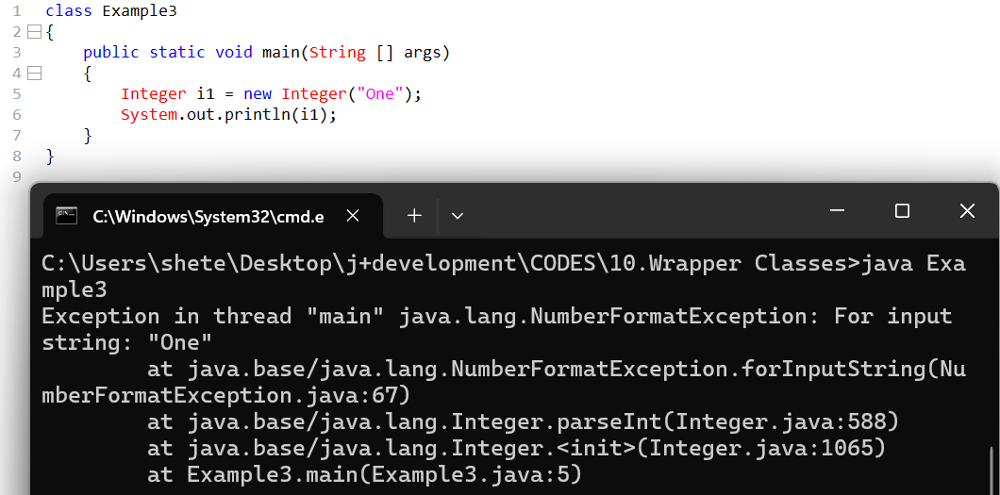 1 class Example3
2 {
3 public static void main(String [] args)
4 {
5 Integer i1 = new Integer("One");
6 System.out.println(i1);
7 }
8 }
9
C:\Windows\System32\cmd.e
C:\Users\shete\Desktop\j+development\CODES\10.Wrapper Classes>java Exa
mple3
Exception in thread "main" java.lang.NumberFormatException: For input
string: "One"
at java.base/java.lang.NumberFormatException.forInputString(Nu
mberFormatException.java:67)
at java.base/java.lang.Integer.parseInt(Integer.java:588)
at java.base/java.lang.Integer.<init>(Integer.java:1065)
at Example3.main(Example3.java:5)